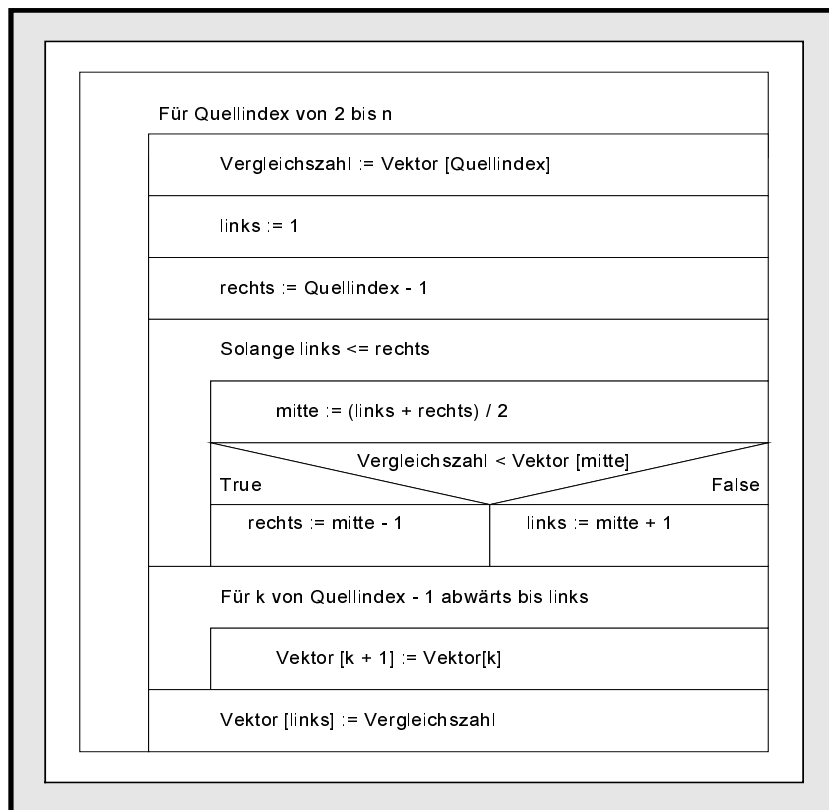 Für Quellindex von 2 bis n
Vergleichszahl := Vektor [Quellindex]
links := 1
rechts := Quellindex - 1
Solange links <= rechts
mitte := (links + rechts) / 2
Vergleichszahl < Vektor [mitte]
True
False
rechts := mitte - 1
links := mitte + 1
Für k von Quellindex - 1 abwärts bis links
Vektor [k + 1] := Vektor[k]
Vektor [links] := Vergleichszahl